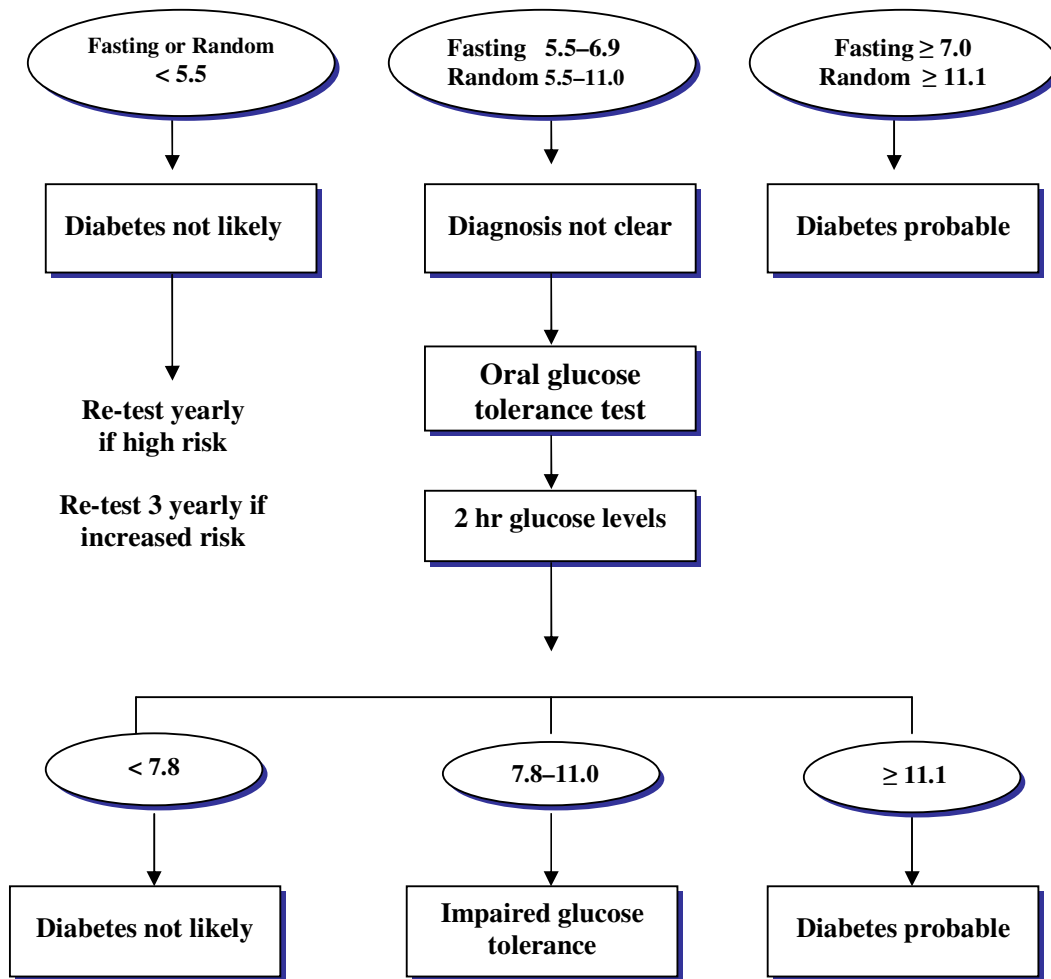 Fasting or Random
< 5.5
Fasting 5.5–6.9
Random 5.5–11.0
Fasting ≥ 7.0
Random ≥ 11.1
Diabetes not likely
Diagnosis not clear
Diabetes probable
Oral glucose
tolerance test
Re-test yearly
if high risk
Re-test 3 yearly if
increased risk
2 hr glucose levels
< 7.8
7.8–11.0
≥ 11.1
Diabetes not likely
Impaired glucose
tolerance
Diabetes probable